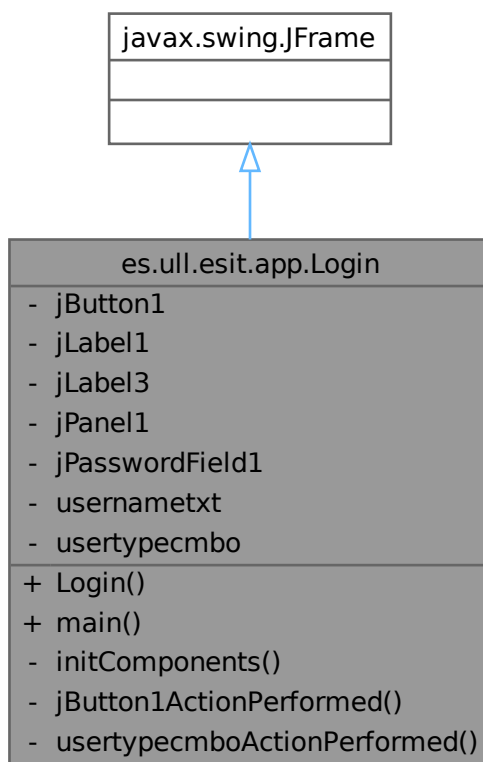 javax.swing.JFrame
es.ull.esit.app.Login
- jButton1
- jLabel1
- jLabel3
- jPanel1
- jPasswordField1
- usernametxt
- usertypecmbo
+ Login()
+ main()
- initComponents()
- jButton1ActionPerformed()
- usertypecmboActionPerformed()